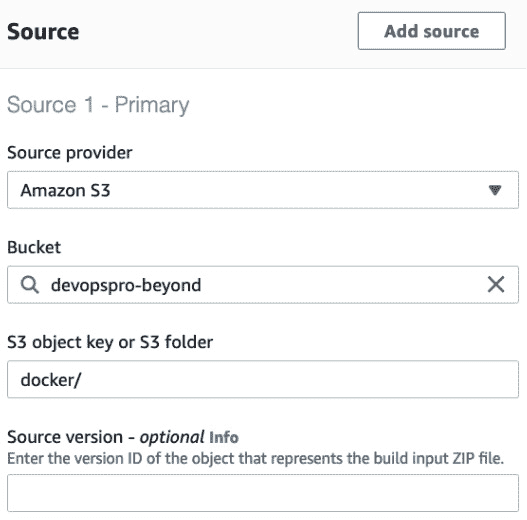 Source
Add source
Source 1 - Primary
Source provider
Amazon S3
Bucket
devopspro-beyond
S3 object key or S3 folder
docker/
Source version - optional Info
Enter the version ID of the object that represents the build input ZIP file.